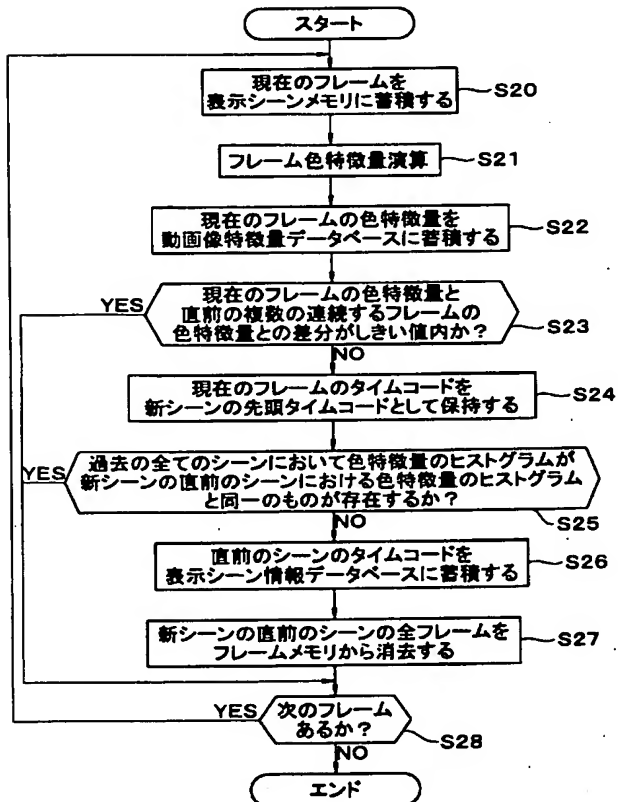 スタート
現在のフレームを
表示シーンメモリに蓄積する
S20
フレーム色特徴量演算
S21
現在のフレームの色特徴量を
動画像特徴量データベースに蓄積する
S22
YES
現在のフレームの色特徴量と
直前の複数の連続するフレームの
色特徴量との差分がしきい値内か?
S23
NO
現在のフレームのタイムコードを
新シーンの先頭タイムコードとして保持する
S24
YES
過去の全てのシーンにおいて色特徴量のヒストグラムが
新シーンの直前のシーンにおける色特徴量のヒストグラム
と同一のものが存在するか?
S25
NO
直前のシーンのタイムコードを
表示シーン情報データベースに蓄積する
S26
新シーンの直前のシーンの全フレームを
フレームメモリから消去する
S27
YES
次のフレーム
あるか?
S28
NO
エンド